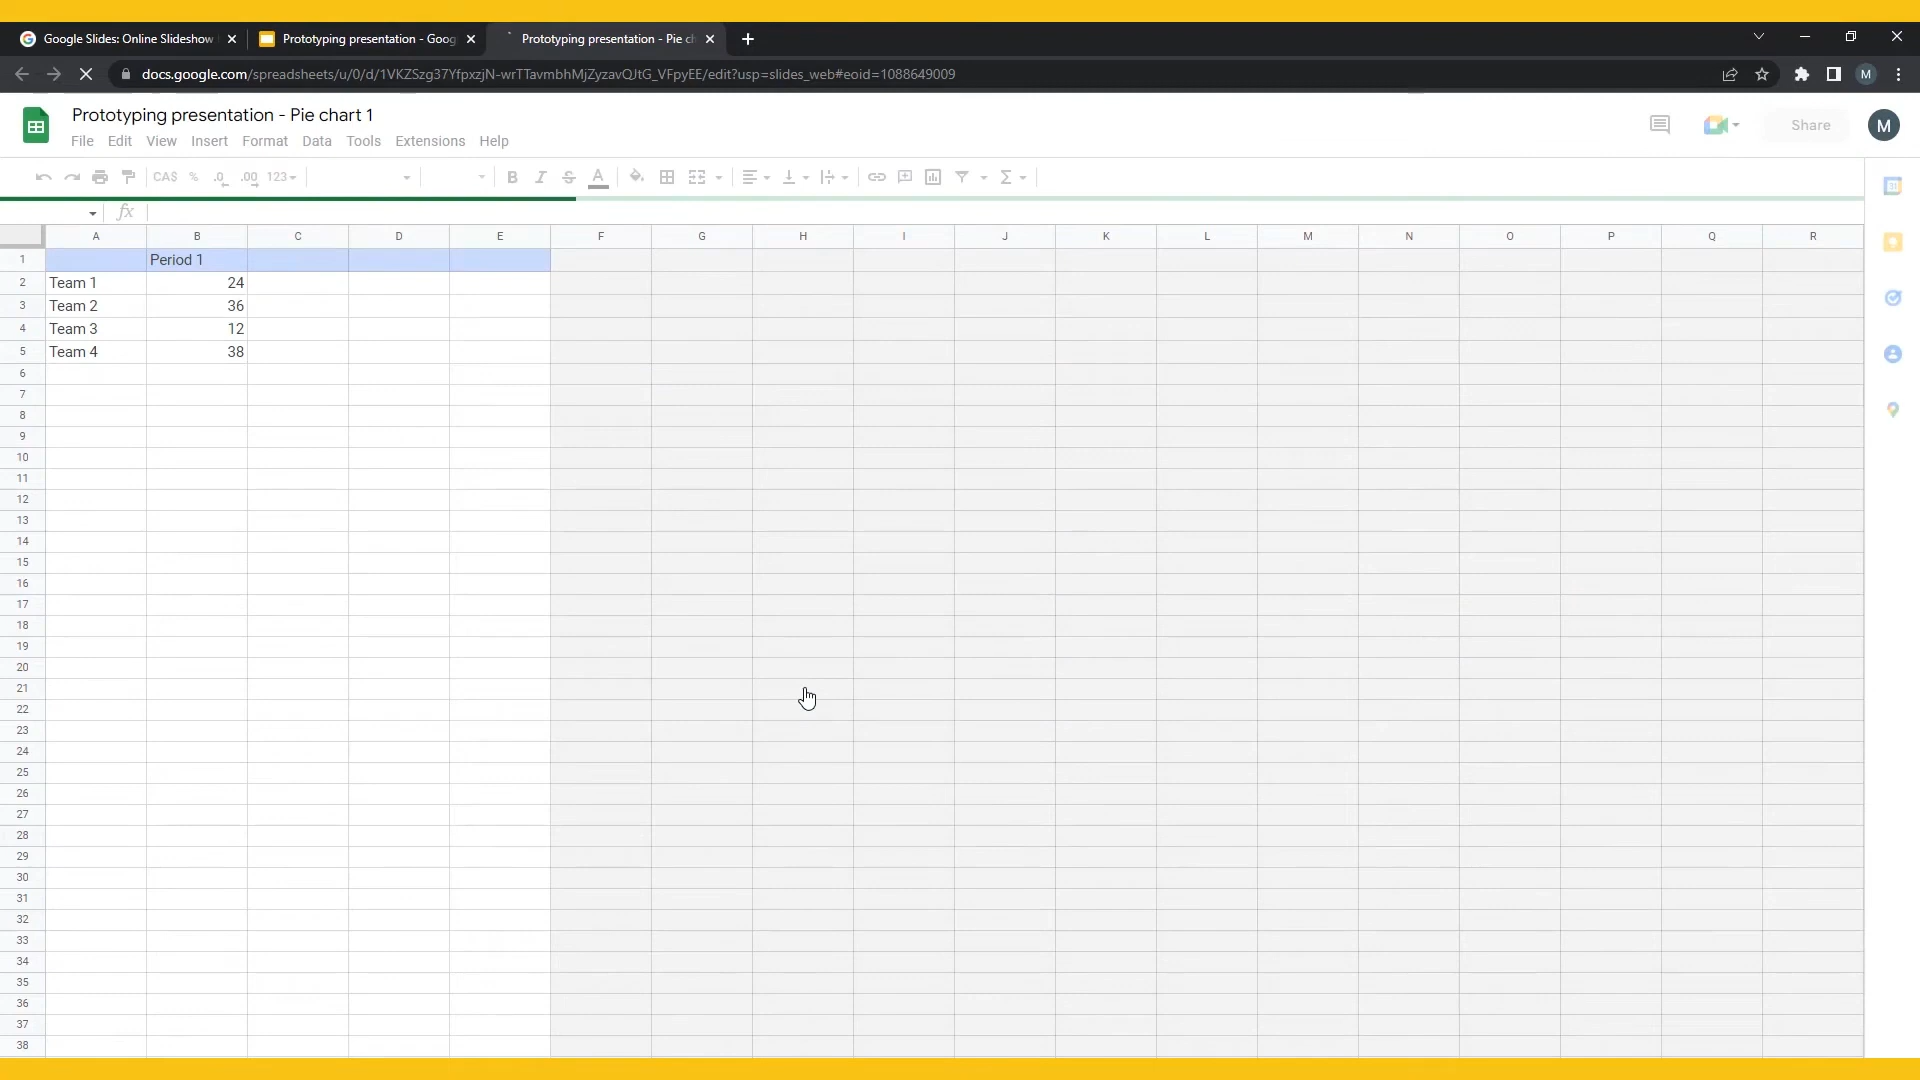 Google Slides: Online Slideshow
Prototyping presentation - Goog
Prototyping presentation - Pie ch
docs.google.com/spreadsheets/u/0/d/1VKZSzg37YfpxzjN-wrTTavmbhMjZyzavQJtG_VFpyEE/edit?usp=slides_web#eoid=1088649009
M
Prototyping presentation - Pie chart 1
File Edit View Insert Format Data Tools Extensions Help
Share
M
CA$ % .0 .00 123 B I S A Σ
31
fx
A B C D E F G H I J K L M N O P Q R
1 Period 1
2 Team 1 24
3 Team 2 36
4 Team 3 12
5 Team 4 38
6
7
8
9
10
11
12
13
14
15
16
17
18
19
20
21
22
23
24
25
26
27
28
29
30
31
32
33
34
35
36
37
38